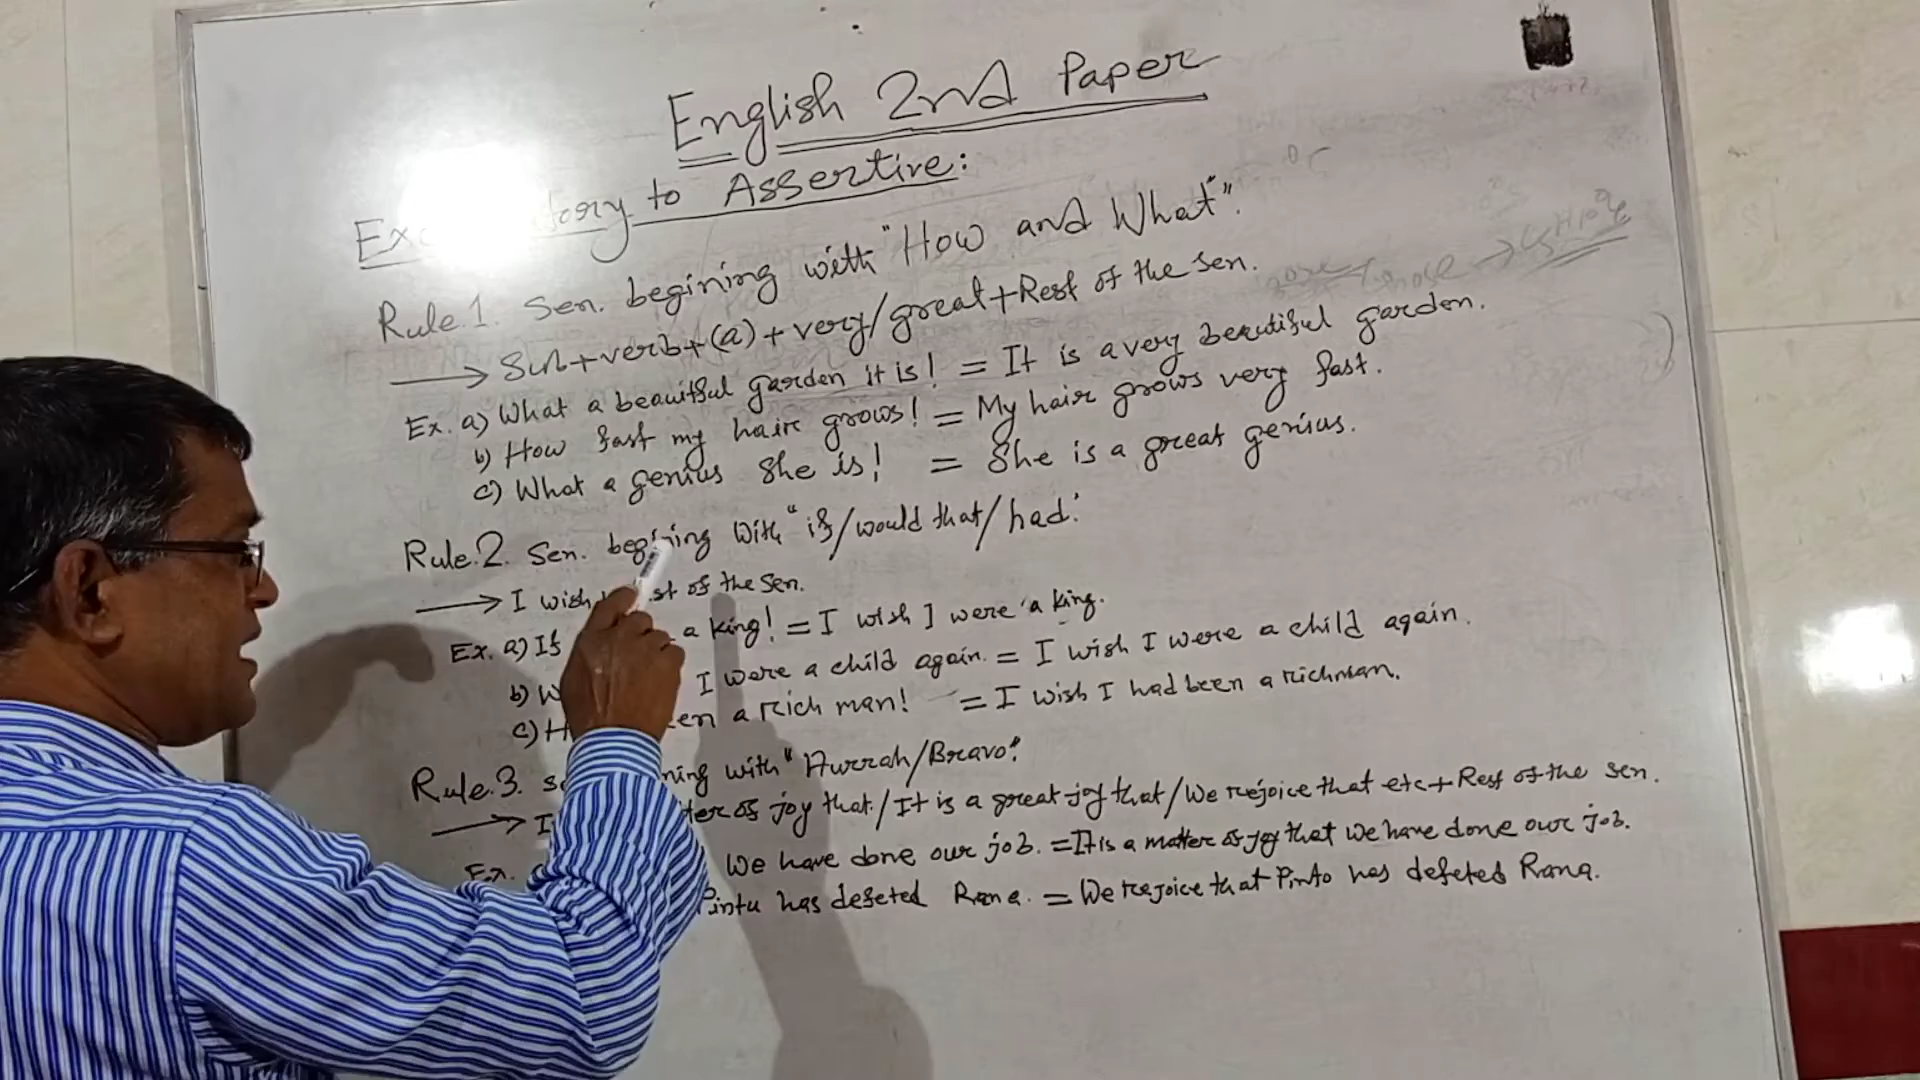 English 2nd Paper
to Assertive:
Rule.1. Sen. begining with "How and What".
Sub+verb+(a)+very/great+Rest of the sen.
Ex. a) What a beauitful garden it is! = It is a very beautiful garden.
b) How fast my hair grows! = My hair grows very fast.
c) What a genius she is! = She is a great genius.
Rule.2. Sen. begining With "if/would that/had".
I wish of the sen.
Ex. a) If a king! = I wish I were a king.
b) I were a child again. = I wish I were a child again.
c) a rich man! = I wish I had been a richman.
Rule.3. with "Hurrah/Bravo".
of joy that/It is a great joy that/We rejoice that etc+Rest of the sen.
Ex. We have done our job. = It is a matter of joy that we have done our job.
Pintu has defeted Rana. = We rejoice that Pinto has defeted Rana.